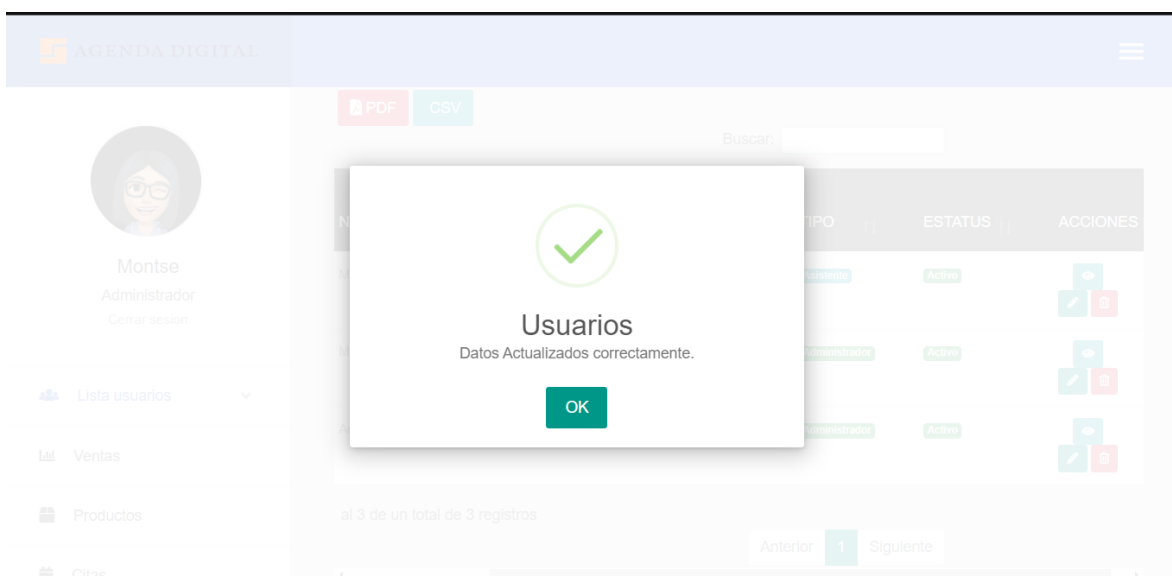 AGENDA DIGITAL
PDF
CSV
Buscar:
TIPO
ESTATUS
ACCIONES
Montse
Administrador
Cerrar sesion
Asistente
Activo
Administrador
Activo
Administrador
Activo
Usuarios
Datos Actualizados correctamente.
OK
Lista usuarios
Ventas
Productos
Citas
al 3 de un total de 3 registros
Anterior 1 Siguiente